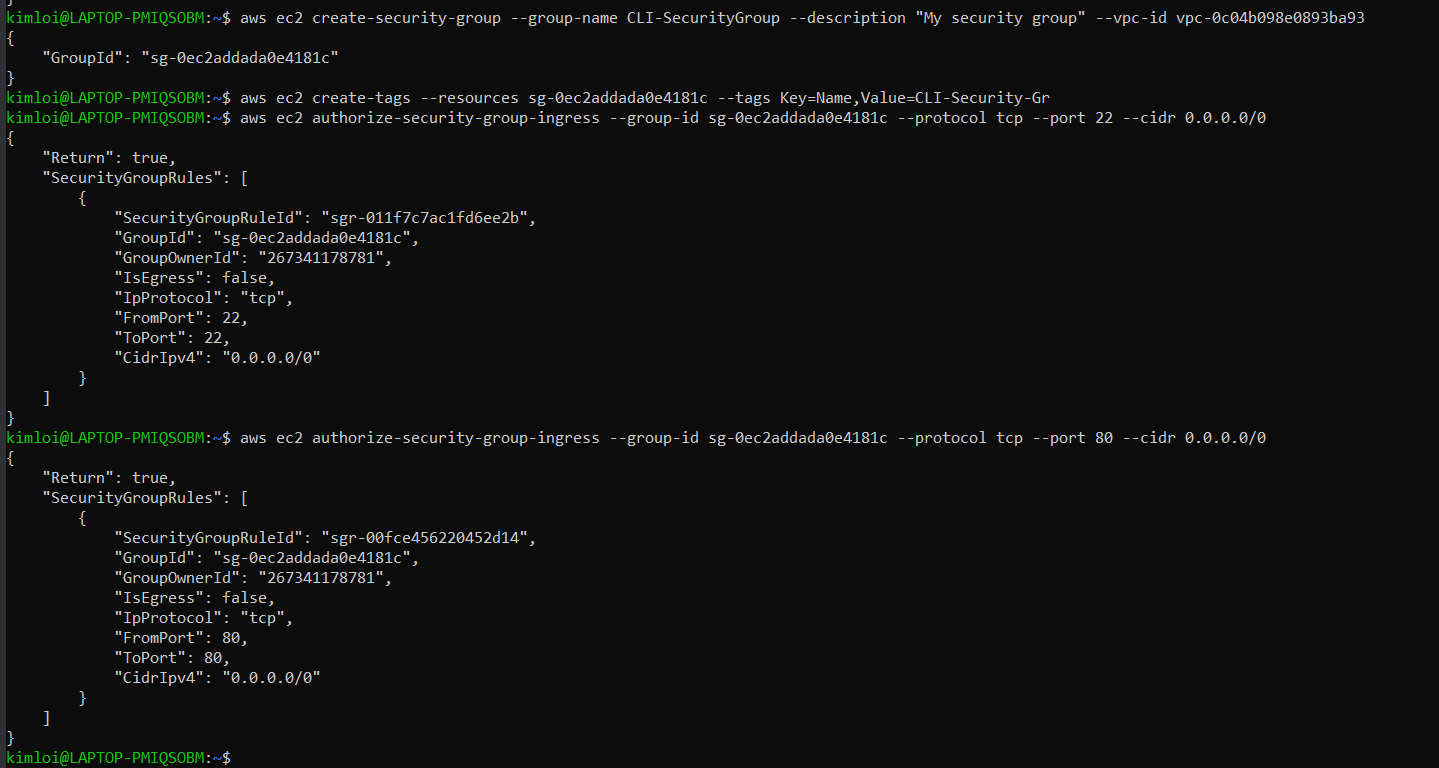 }
kimloi@LAPTOP-PMIQSOBM:~$ aws ec2 create-security-group --group-name CLI-SecurityGroup --description "My security group" --vpc-id vpc-0c04b098e0893ba93
{
    "GroupId": "sg-0ec2addada0e4181c"
}
kimloi@LAPTOP-PMIQSOBM:~$ aws ec2 create-tags --resources sg-0ec2addada0e4181c --tags Key=Name,Value=CLI-Security-Gr
kimloi@LAPTOP-PMIQSOBM:~$ aws ec2 authorize-security-group-ingress --group-id sg-0ec2addada0e4181c --protocol tcp --port 22 --cidr 0.0.0.0/0
{
    "Return": true,
    "SecurityGroupRules": [
        {
            "SecurityGroupRuleId": "sgr-011f7c7ac1fd6ee2b",
            "GroupId": "sg-0ec2addada0e4181c",
            "GroupOwnerId": "267341178781",
            "IsEgress": false,
            "IpProtocol": "tcp",
            "FromPort": 22,
            "ToPort": 22,
            "CidrIpv4": "0.0.0.0/0"
        }
    ]
}
kimloi@LAPTOP-PMIQSOBM:~$ aws ec2 authorize-security-group-ingress --group-id sg-0ec2addada0e4181c --protocol tcp --port 80 --cidr 0.0.0.0/0
{
    "Return": true,
    "SecurityGroupRules": [
        {
            "SecurityGroupRuleId": "sgr-00fce456220452d14",
            "GroupId": "sg-0ec2addada0e4181c",
            "GroupOwnerId": "267341178781",
            "IsEgress": false,
            "IpProtocol": "tcp",
            "FromPort": 80,
            "ToPort": 80,
            "CidrIpv4": "0.0.0.0/0"
        }
    ]
}
kimloi@LAPTOP-PMIQSOBM:~$